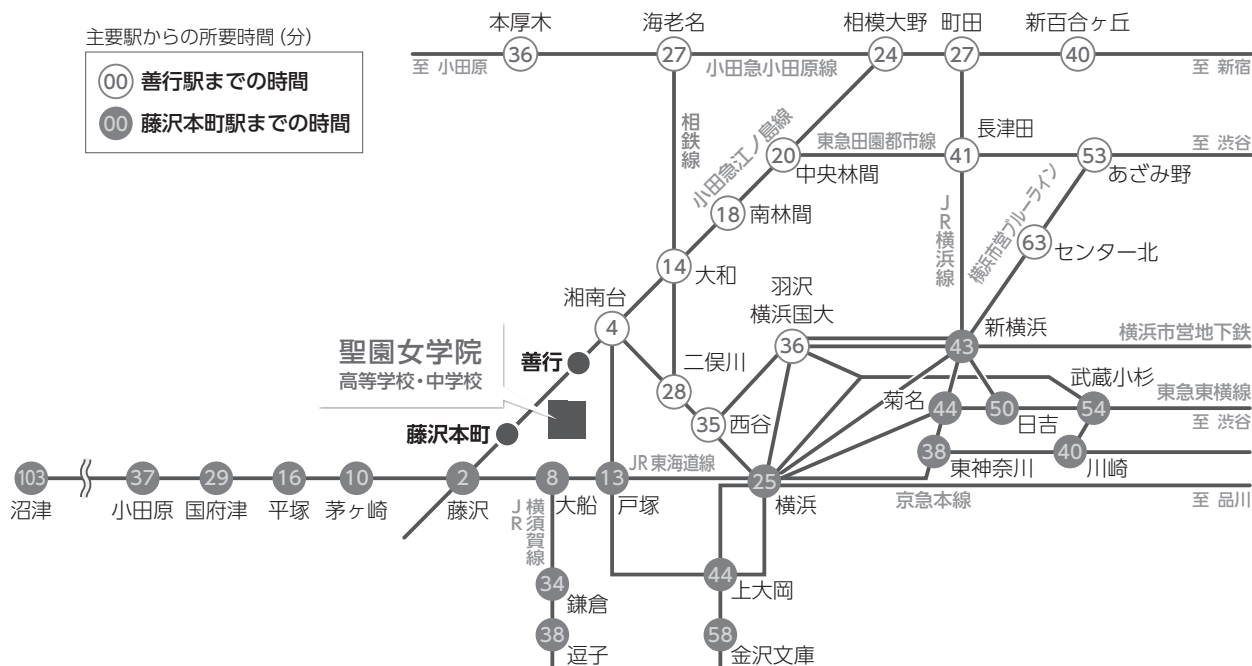 主要駅からの所要時間（分）
00 善行駅までの時間
00 藤沢本町駅までの時間
本厚木
36
海老名
27
相模大野
24
町田
27
新百合ヶ丘
40
至 小田原
小田急小田原線
至 新宿
相鉄線
小田急江ノ島線
20
中央林間
東急田園都市線
長津田
41
53
あざみ野
至 渋谷
18
南林間
JR横浜線
横浜市営ブルーライン
63
センター北
14
大和
湘南台
4
羽沢
横浜国大
36
新横浜
43
横浜市営地下鉄
聖園女学院
高等学校・中学校
善行
二俣川
28
35
西谷
菊名
44
50
日吉
武蔵小杉
54
東急東横線
至 渋谷
藤沢本町
38
東神奈川
40
川崎
JR東海道線
103
沼津
37
小田原
29
国府津
16
平塚
10
茅ヶ崎
2
藤沢
8
大船
13
戸塚
25
横浜
京急本線
至 品川
JR横須賀線
34
鎌倉
38
逗子
44
上大岡
58
金沢文庫